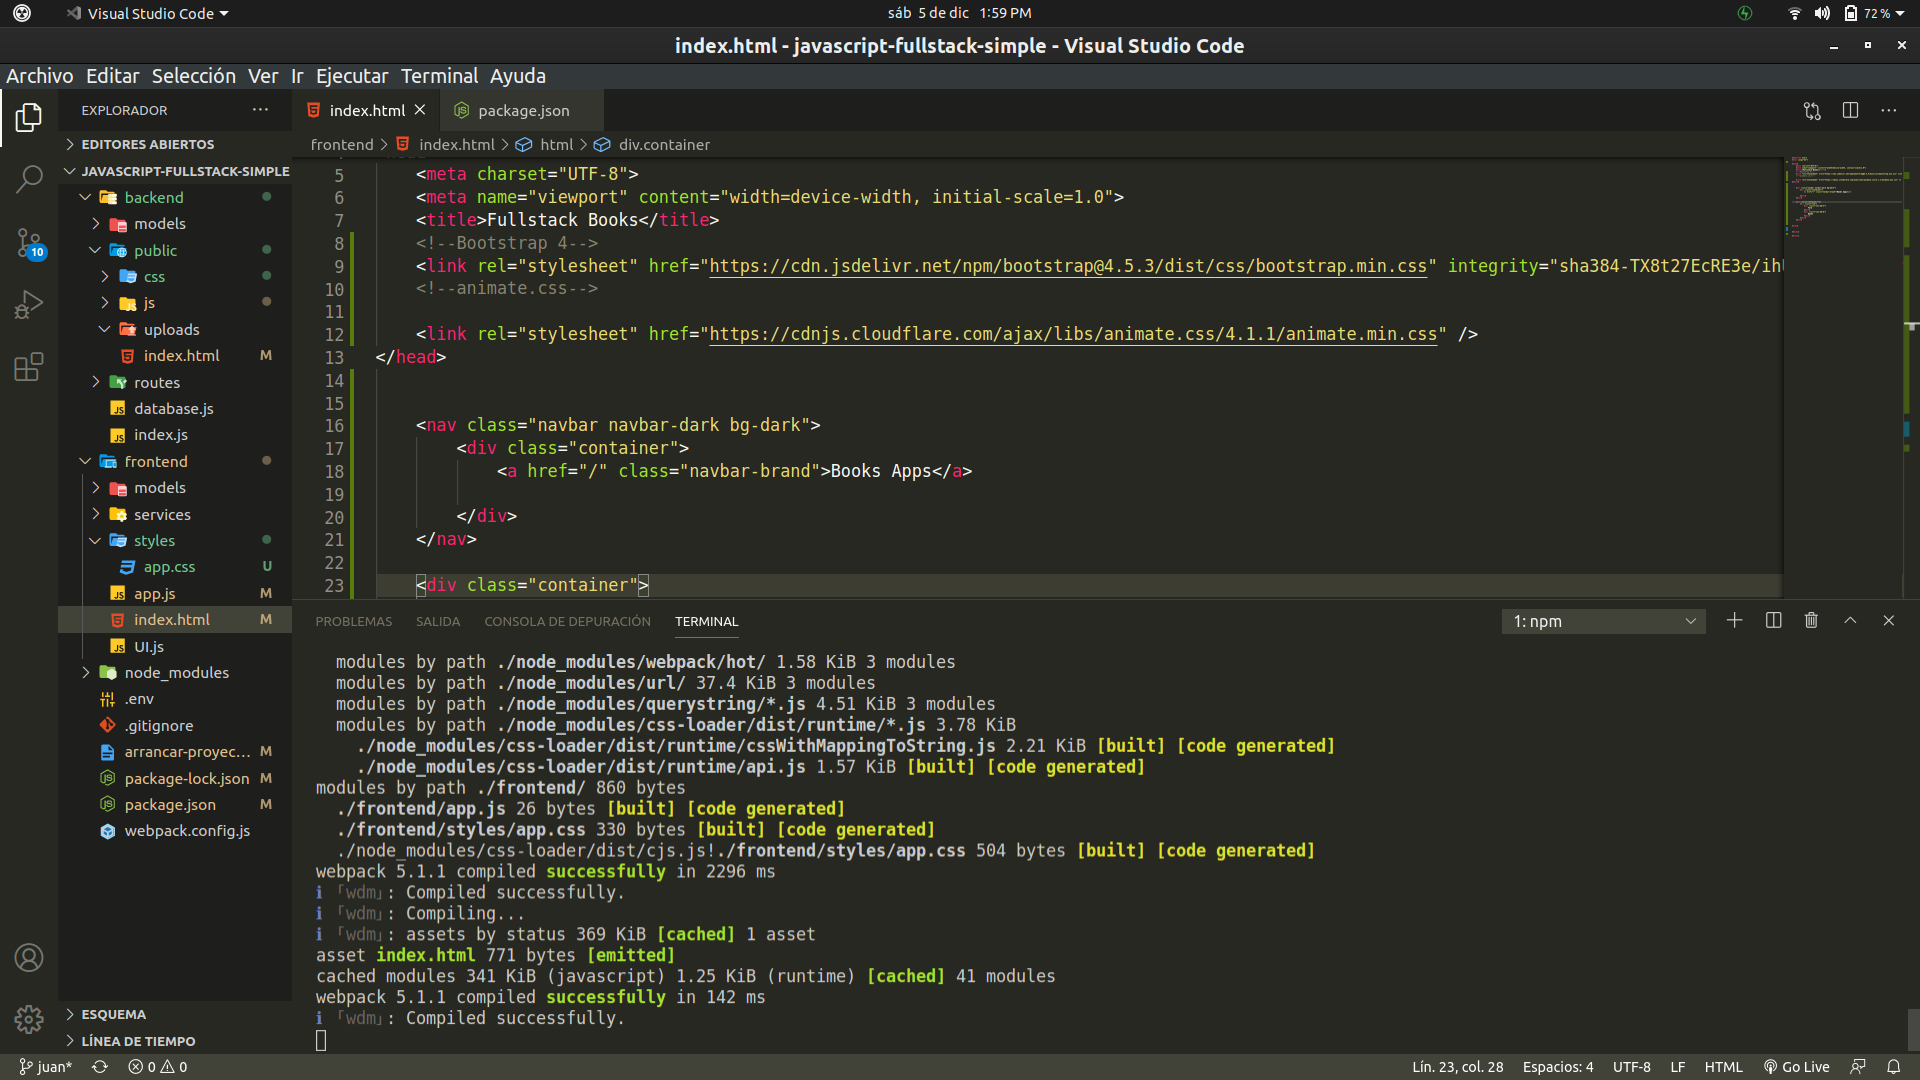 Visual Studio Code
sáb 5 de dic 1:59 PM
72 %
index.html - javascript-fullstack-simple - Visual Studio Code
Archivo Editar Selección Ver Ir Ejecutar Terminal Ayuda
EXPLORADOR
EDITORES ABIERTOS
JAVASCRIPT-FULLSTACK-SIMPLE
backend
models
public
css
js
uploads
index.html M
routes
database.js
index.js
frontend
models
services
styles
app.css U
app.js M
index.html M
UI.js
node_modules
.env
.gitignore
arrancar-proyec... M
package-lock.json M
package.json M
webpack.config.js
ESQUEMA
LÍNEA DE TIEMPO
10
index.html
package.json
frontend > index.html > html > div.container
5 <meta charset="UTF-8">
6 <meta name="viewport" content="width=device-width, initial-scale=1.0">
7 <title>Fullstack Books</title>
8 <!--Bootstrap 4-->
9 <link rel="stylesheet" href="https://cdn.jsdelivr.net/npm/bootstrap@4.5.3/dist/css/bootstrap.min.css" integrity="sha384-TX8t27EcRE3e/ih
10 <!--animate.css-->
11
12 <link rel="stylesheet" href="https://cdnjs.cloudflare.com/ajax/libs/animate.css/4.1.1/animate.min.css" />
13 </head>
14
15
16 <nav class="navbar navbar-dark bg-dark">
17 <div class="container">
18 <a href="/" class="navbar-brand">Books Apps</a>
19
20 </div>
21 </nav>
22
23 <div class="container">
PROBLEMAS SALIDA CONSOLA DE DEPURACIÓN TERMINAL
1: npm
modules by path ./node_modules/webpack/hot/ 1.58 KiB 3 modules
modules by path ./node_modules/url/ 37.4 KiB 3 modules
modules by path ./node_modules/querystring/*.js 4.51 KiB 3 modules
modules by path ./node_modules/css-loader/dist/runtime/*.js 3.78 KiB
./node_modules/css-loader/dist/runtime/cssWithMappingToString.js 2.21 KiB [built] [code generated]
./node_modules/css-loader/dist/runtime/api.js 1.57 KiB [built] [code generated]
modules by path ./frontend/ 860 bytes
./frontend/app.js 26 bytes [built] [code generated]
./frontend/styles/app.css 330 bytes [built] [code generated]
./node_modules/css-loader/dist/cjs.js!./frontend/styles/app.css 504 bytes [built] [code generated]
webpack 5.1.1 compiled successfully in 2296 ms
ℹ ｢wdm｣: Compiled successfully.
ℹ ｢wdm｣: Compiling...
ℹ ｢wdm｣: assets by status 369 KiB [cached] 1 asset
asset index.html 771 bytes [emitted]
cached modules 341 KiB (javascript) 1.25 KiB (runtime) [cached] 41 modules
webpack 5.1.1 compiled successfully in 142 ms
ℹ ｢wdm｣: Compiled successfully.
juan* 0 0
Lín. 23, col. 28 Espacios: 4 UTF-8 LF HTML Go Live